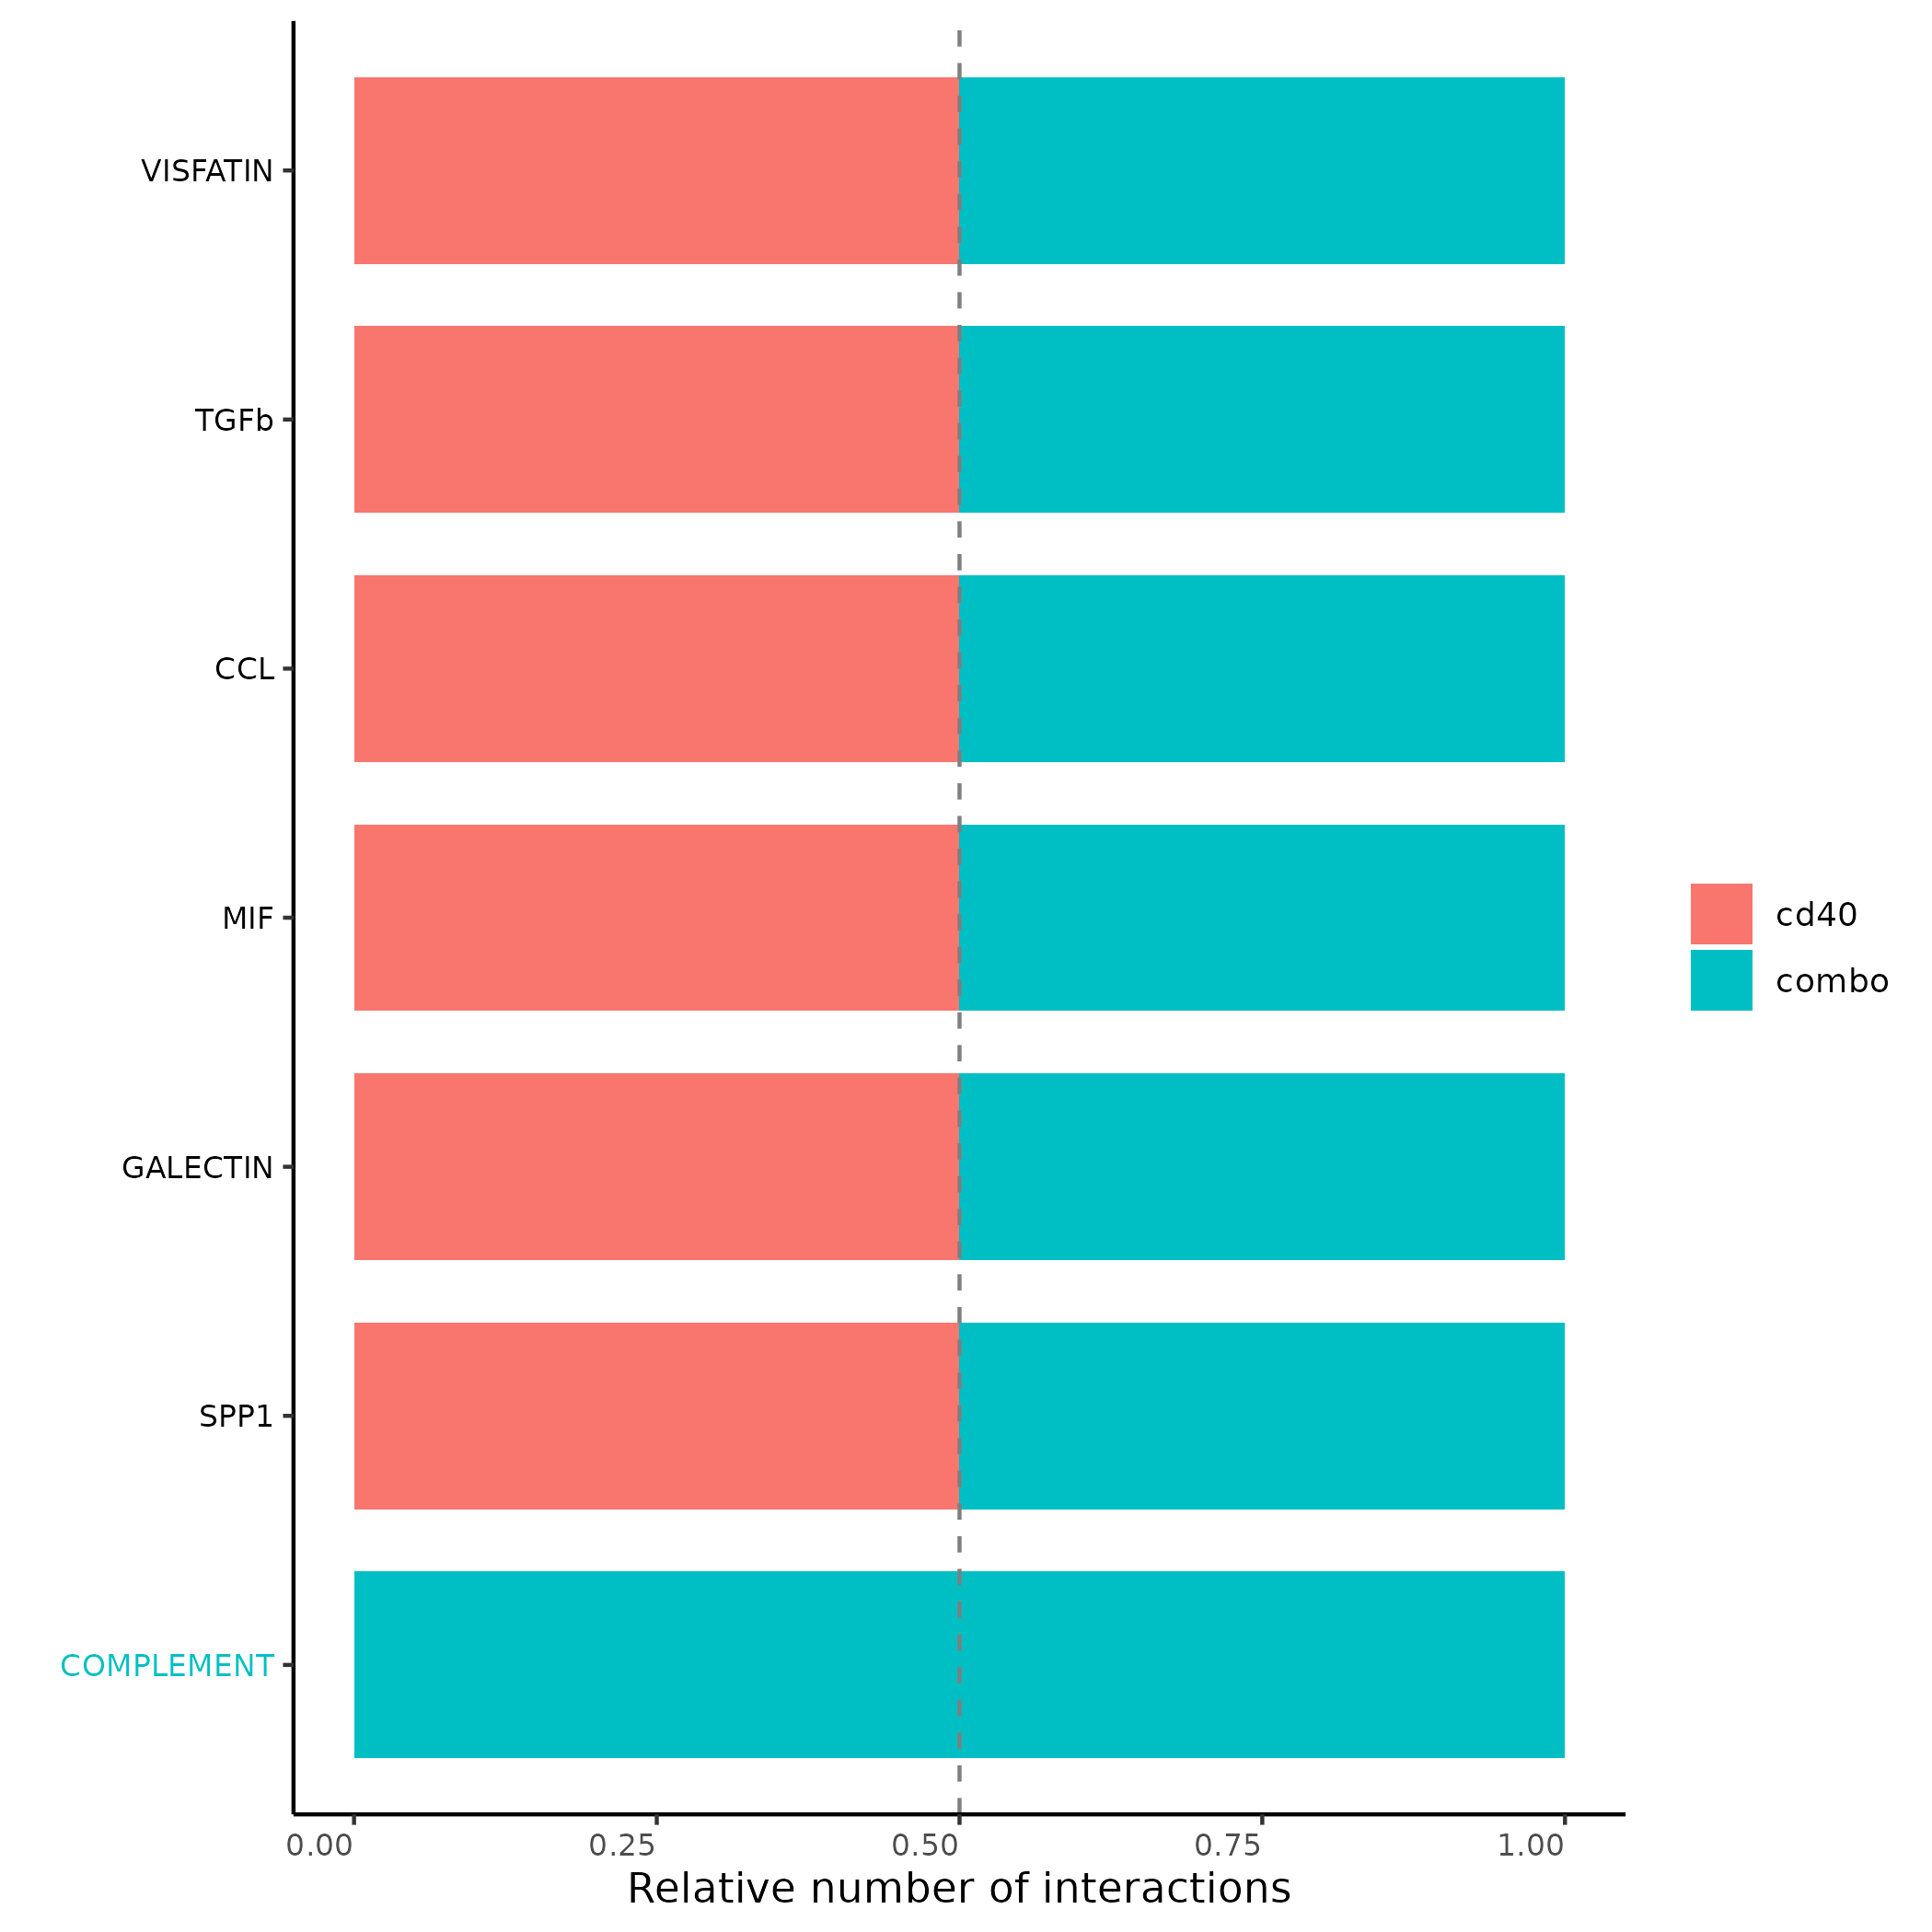 VISFATIN
TGFb
CCL
MIF
GALECTIN
SPP1
COMPLEMENT
0.00 0.25 0.50 0.75 1.00
Relative number of interactions
cd40
combo